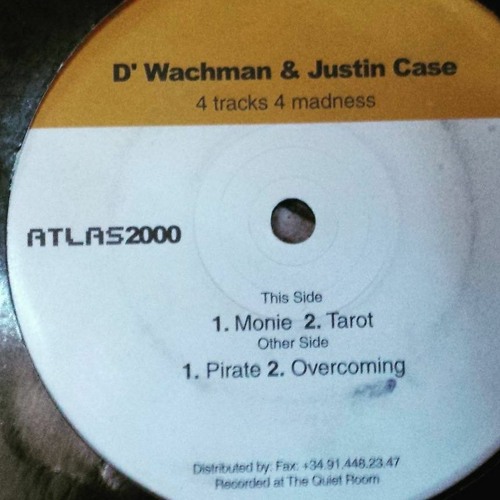 D' Wachman & Justin Case
4 tracks 4 madness
ATLAS2000
This Side
1. Monie 2. Tarot
Other Side
1. Pirate 2. Overcoming
Distributed by: Fax: +34.91.448.23.47
Recorded at The Quiet Room